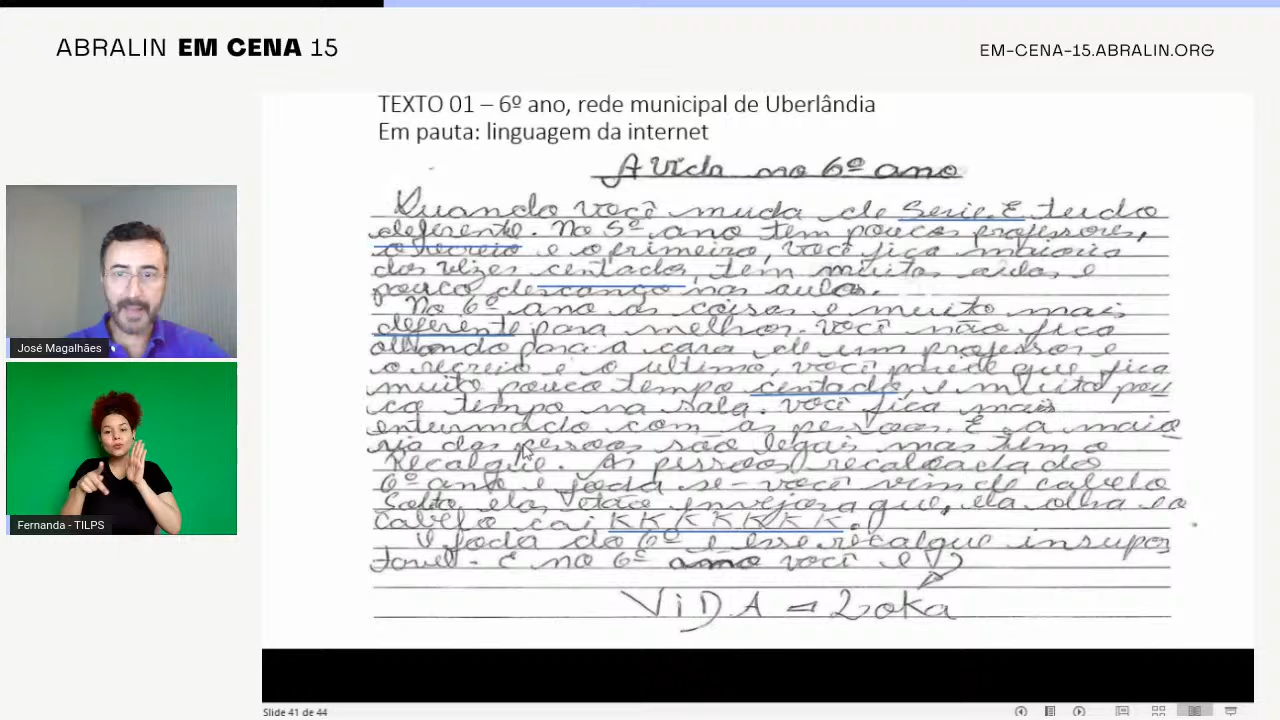 ABRALIN EM CENA 15
EM-CENA-15.ABRALIN.ORG
TEXTO 01 – 6º ano, rede municipal de Uberlândia
Em pauta: linguagem da internet
A vida no 6º ano
Quando você muda de Serie. E tudo
deferente. No 5º ano tem poucos professores,
o recreio e o primeiro, você fica maioria
das vezes centados, tem muitas aulas e
pouco descanço nas aulas.
No 6º ano as coisas e muito mais
deferente para melhor. Você não fica
olhando para a cara de um professor e
o recreio e o ultimo, você pode que fica
muito pouco tempo centado, e muito pou
co tempo na sala. Você fica mais
enturmado com as pessoas. E a maio
ria das pessoas são legais mas tem o
Recalque. As pessoas recalcada do
6º ano é foda se você vim de cabelo
Solto elas inveja que, ela olha e o
cabelo cai KKKKKKK.
O foda do 6º e esse recalque insupor
tavel. E no 6º ano você e
ViDA Loka
José Magalhães
Fernanda - TILPS
Slide 41 de 44